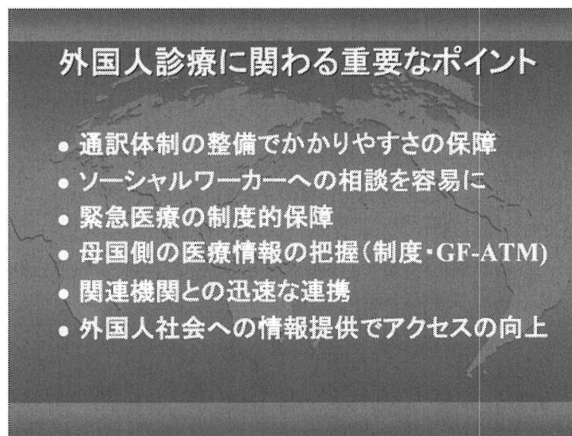 外国人診療に関わる重要なポイント
● 通訳体制の整備でかかりやすさの保障
● ソーシャルワーカーへの相談を容易に
● 緊急医療の制度的保障
● 母国側の医療情報の把握(制度・GF-ATM)
● 関連機関との迅速な連携
● 外国人社会への情報提供でアクセスの向上